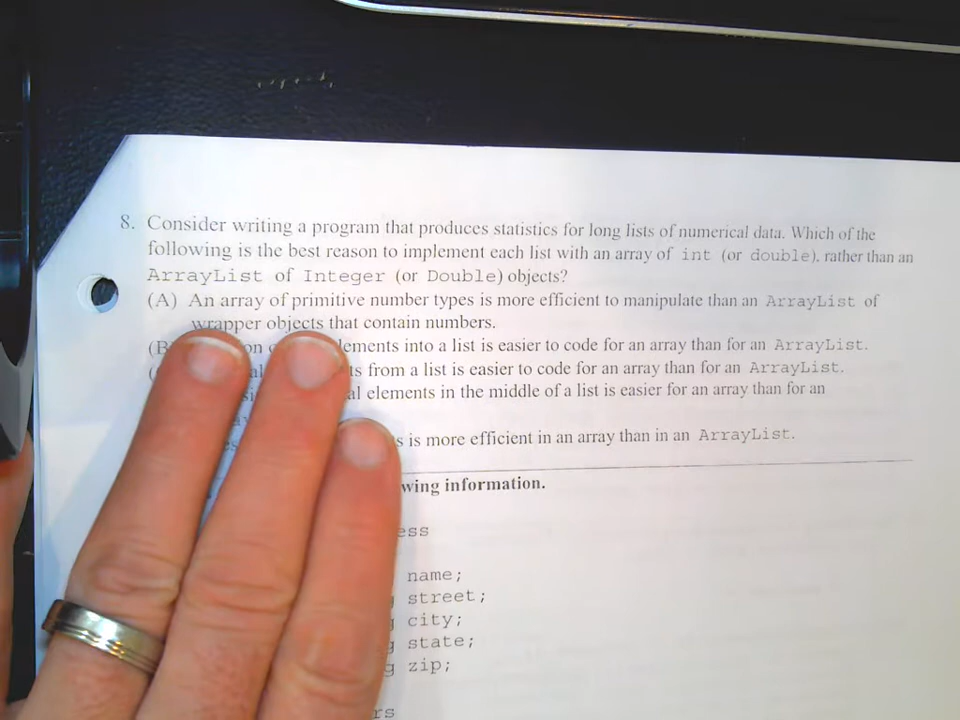 8. Consider writing a program that produces statistics for long lists of numerical data. Which of the
following is the best reason to implement each list with an array of int (or double), rather than an
ArrayList of Integer (or Double) objects?
(A) An array of primitive number types is more efficient to manipulate than an ArrayList of
wrapper objects that contain numbers.
(B into a list is easier to code for an array than for an ArrayList.
from a list is easier to code for an array than for an ArrayList.
elements in the middle of a list is easier for an array than for an
is more efficient in an array than in an ArrayList.
information.
name;
street;
city;
state;
zip;